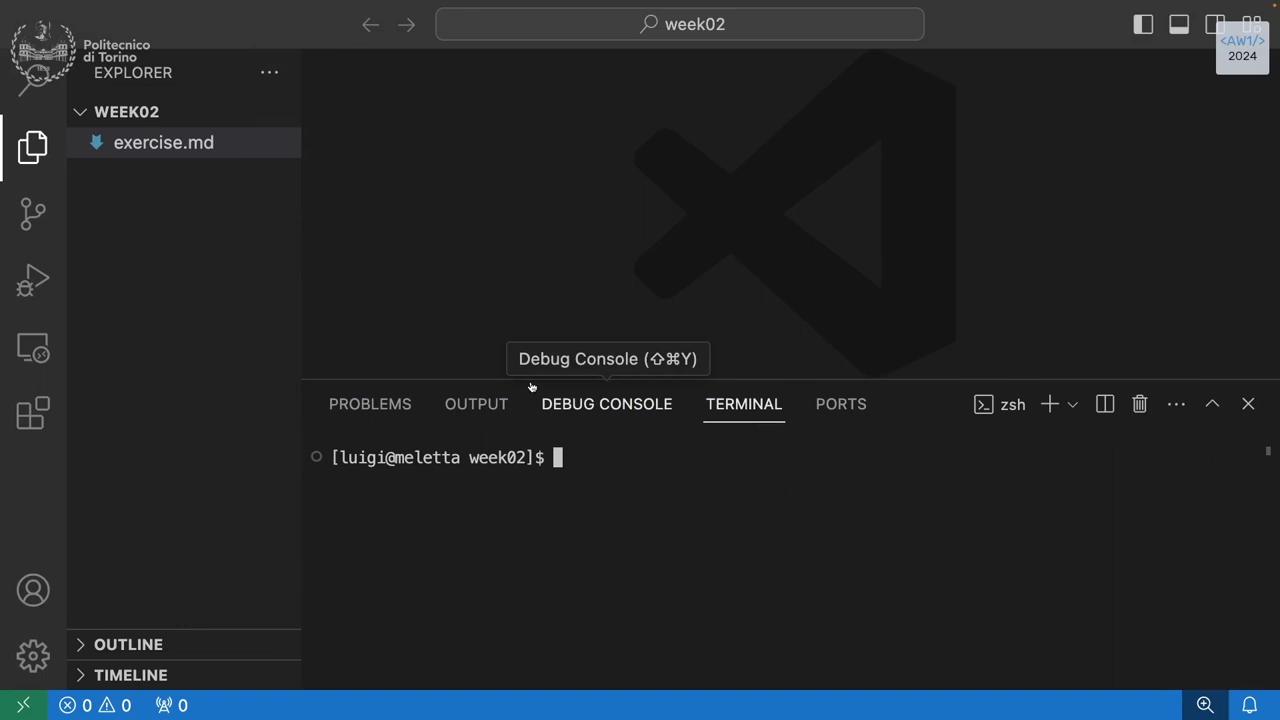 week02
Politecnico
di Torino
<AW1/>
2024
EXPLORER
WEEK02
exercise.md
Debug Console (⇧⌘Y)
PROBLEMS OUTPUT DEBUG CONSOLE TERMINAL PORTS zsh
[luigi@meletta week02]$
OUTLINE
TIMELINE
0 0 0